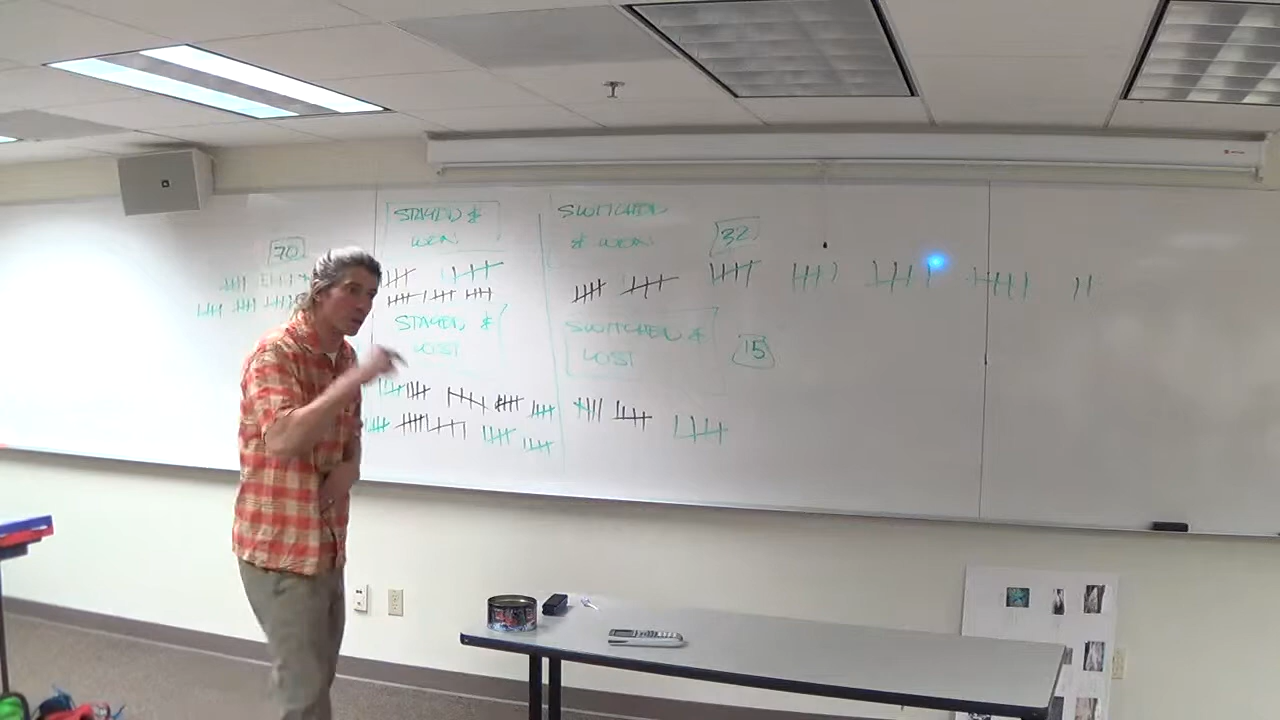 70
STAYED &
WON
SWITCHED
& WON
32
STAYED &
LOST
SWITCHED &
LOST
15